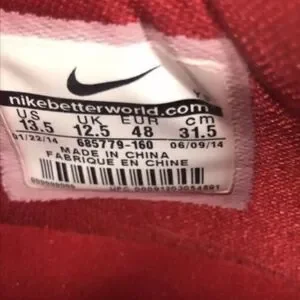 nikebetterworld.com
US UK EUR cm
13.5 12.5 48 31.5
01/22/14 685779-160 06/09/14
MADE IN CHINA
FABRIQUE EN CHINE